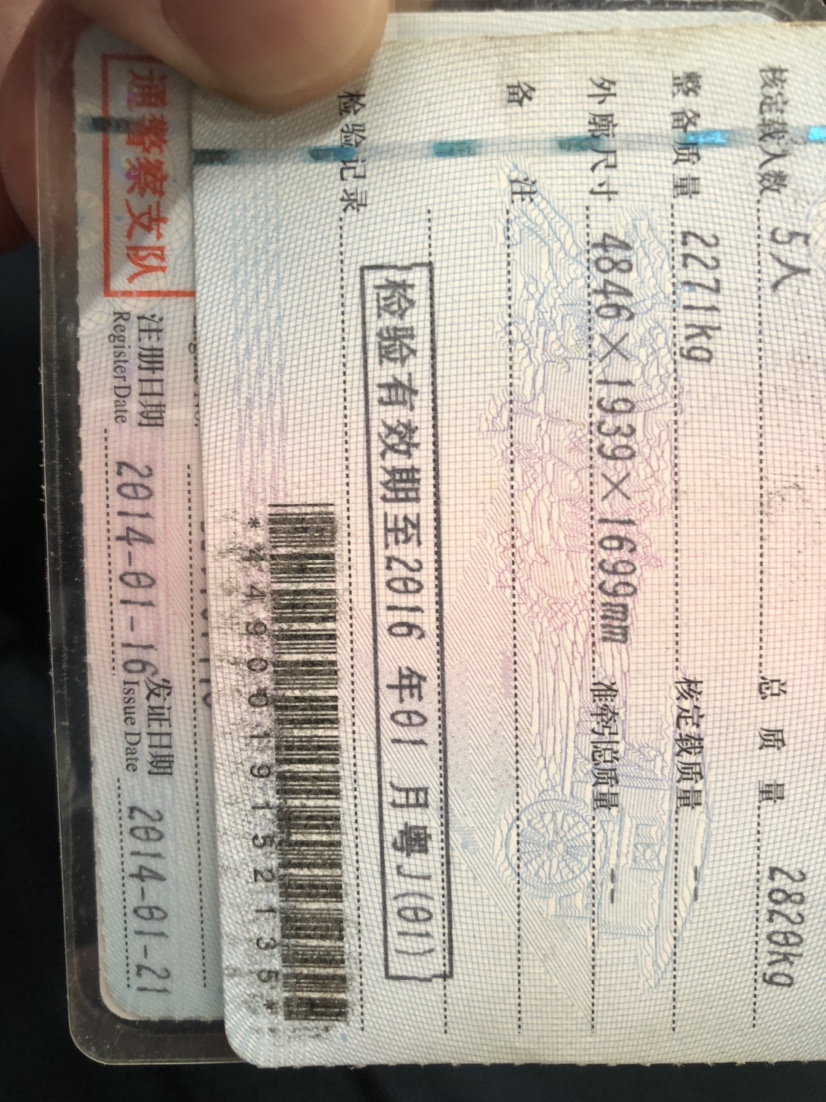 核定载人数 5人 总质量 2820kg
整备质量 2271kg 核定载质量 --
外廓尺寸 4846×1939×1699mm 准牵引总质量 --
备注
检验有效期至2016年01月粤J(01)
检验记录
*4490019152135*
通警察支队
注册日期 2014-01-16 发证日期 2014-01-21
Register Date Issue Date